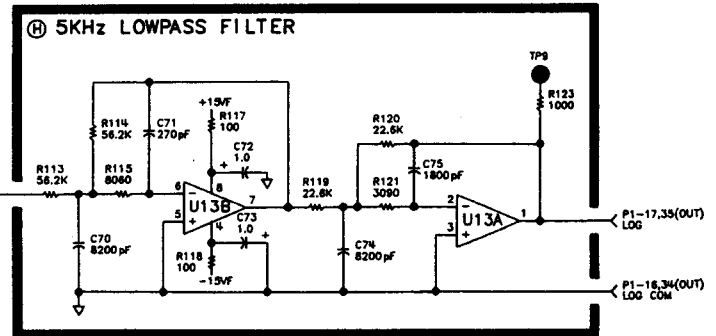 Ⓗ 5KHz LOWPASS FILTER
TP9
R123
1000
+15VF
R117
100
R114
56.2K
C71
270pF
R120
22.6K
C72
1.0
+
C75
1800pF
R113
56.2K
R115
8060
R119
22.6K
R121
3090
6
-
8
U13B
7
5
+
4
2
-
U13A
1
3
+
P1-17,35(OUT)
LOG
C73
1.0
+
C70
8200pF
C74
8200pF
R118
100
-15VF
P1-16,34(OUT)
LOG COM